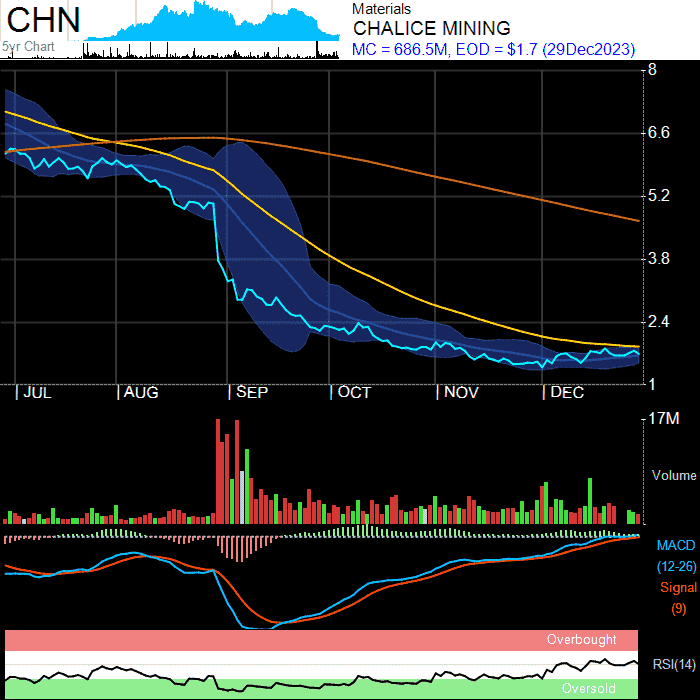 CHN
5yr Chart
Materials
CHALICE MINING
MC = 686.5M, EOD = $1.7 (29Dec2023)
8
6.6
5.2
3.8
2.4
1
JUL AUG SEP OCT NOV DEC
17M
Volume
MACD
(12-26)
Signal
(9)
Overbought
RSI(14)
Oversold